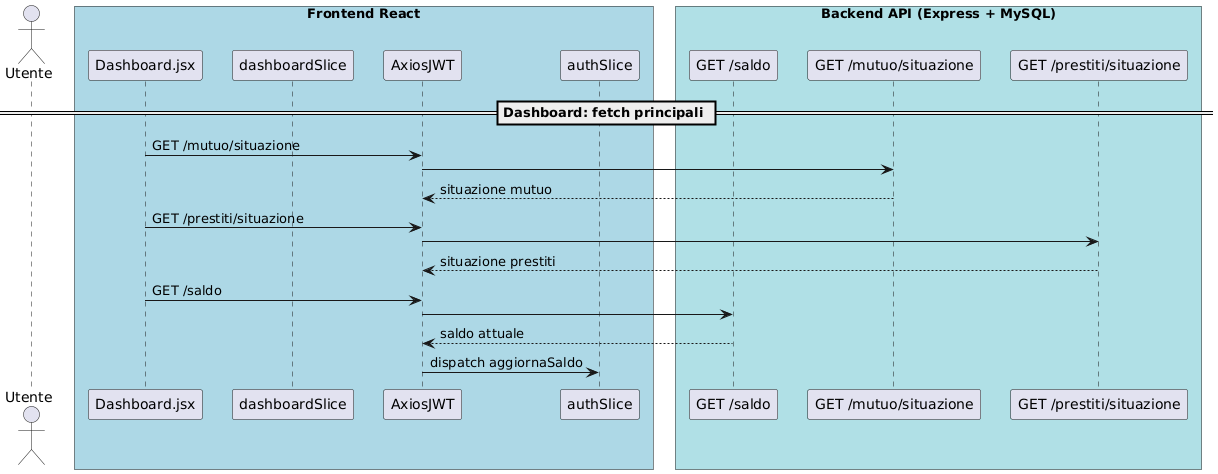 Frontend React
Backend API (Express + MySQL)
Utente
Dashboard.jsx
dashboardSlice
AxiosJWT
authSlice
GET /saldo
GET /mutuo/situazione
GET /prestiti/situazione
Dashboard: fetch principali
GET /mutuo/situazione
situazione mutuo
GET /prestiti/situazione
situazione prestiti
GET /saldo
saldo attuale
dispatch aggiornaSaldo
Utente
Dashboard.jsx
dashboardSlice
AxiosJWT
authSlice
GET /saldo
GET /mutuo/situazione
GET /prestiti/situazione